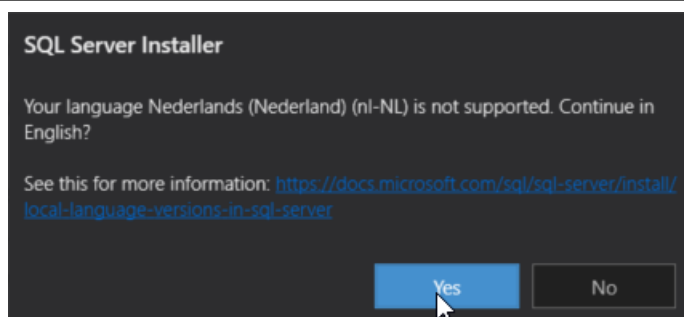 SQL Server Installer
Your language Nederlands (Nederland) (nl-NL) is not supported. Continue in
English?
See this for more information: https://docs.microsoft.com/sql/sql-server/install/
local-language-versions-in-sql-server
Yes
No